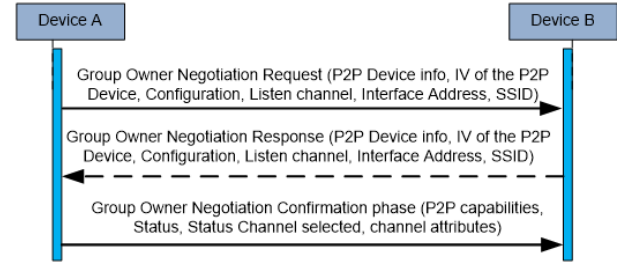 Device A
Device B
Group Owner Negotiation Request (P2P Device info, IV of the P2P
Device, Configuration, Listen channel, Interface Address, SSID)
Group Owner Negotiation Response (P2P Device info, IV of the P2P
Device, Configuration, Listen channel, Interface Address, SSID)
Group Owner Negotiation Confirmation phase (P2P capabilities,
Status, Status Channel selected, channel attributes)